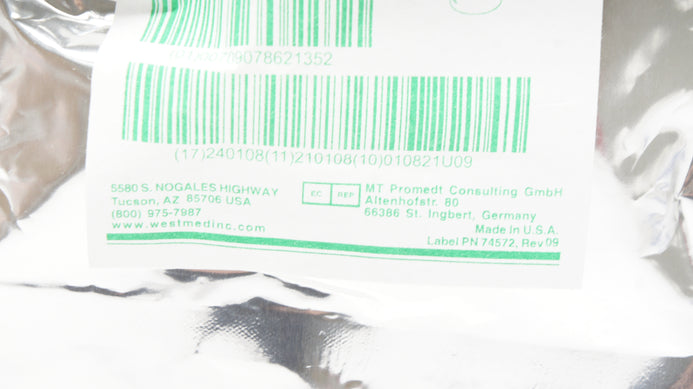 9078621352
(17)240108(11)210108(10)010821U09
5580 S. NOGALES HIGHWAY
Tucson, AZ 85706 USA
(800) 975-7987
www.westmedinc.com
EC REP
MT Promedt Consulting GmbH
Altenhofstr. 80
66386 St. Ingbert, Germany
Made in U.S.A.
Label PN 74572, Rev 09